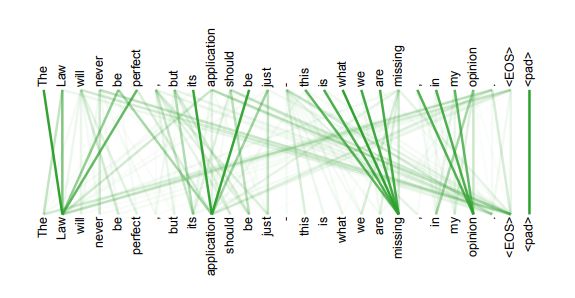 The Law will never be perfect , but its application should be just - this is what we are missing , in my opinion . <EOS> <pad>
The Law will never be perfect , but its application should be just - this is what we are missing , in my opinion . <EOS> <pad>